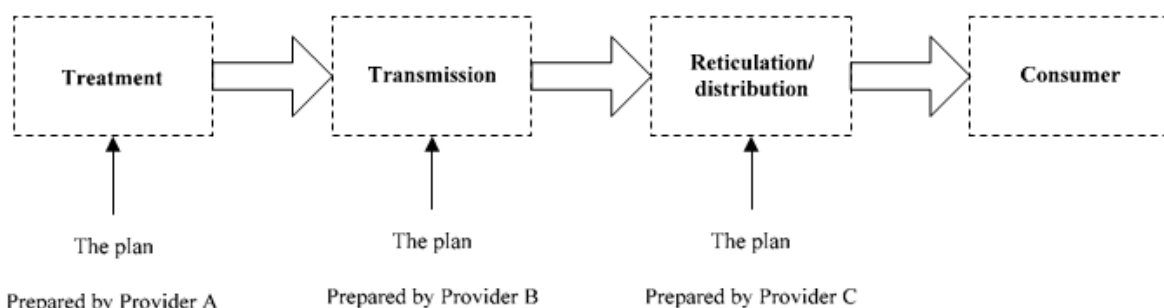 Treatment
Transmission
Reticulation/
distribution
Consumer
The plan
The plan
The plan
Prepared by Provider A
Prepared by Provider B
Prepared by Provider C